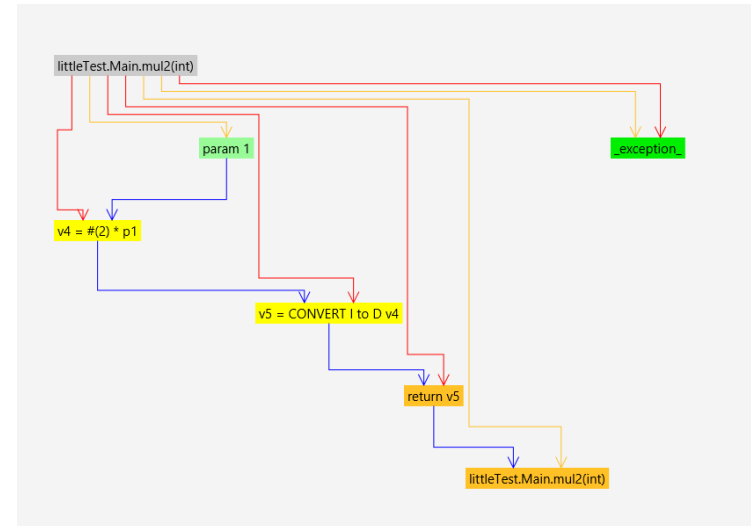 littleTest.Main.mul2(int)
param 1
_exception_
v4 = #(2) * p1
v5 = CONVERT I to D v4
return v5
littleTest.Main.mul2(int)